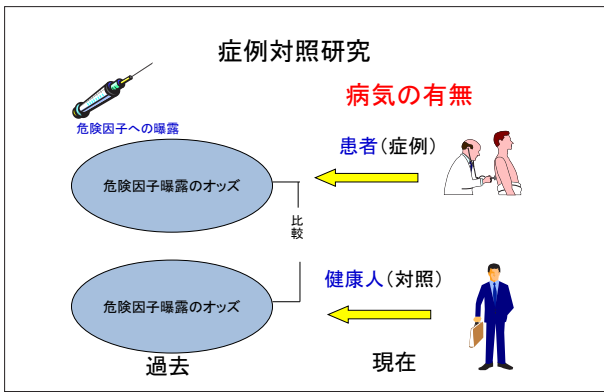 症例対照研究
病気の有無
危険因子への曝露
患者(症例)
危険因子曝露のオッズ
比較
健康人(対照)
危険因子曝露のオッズ
過去
現在